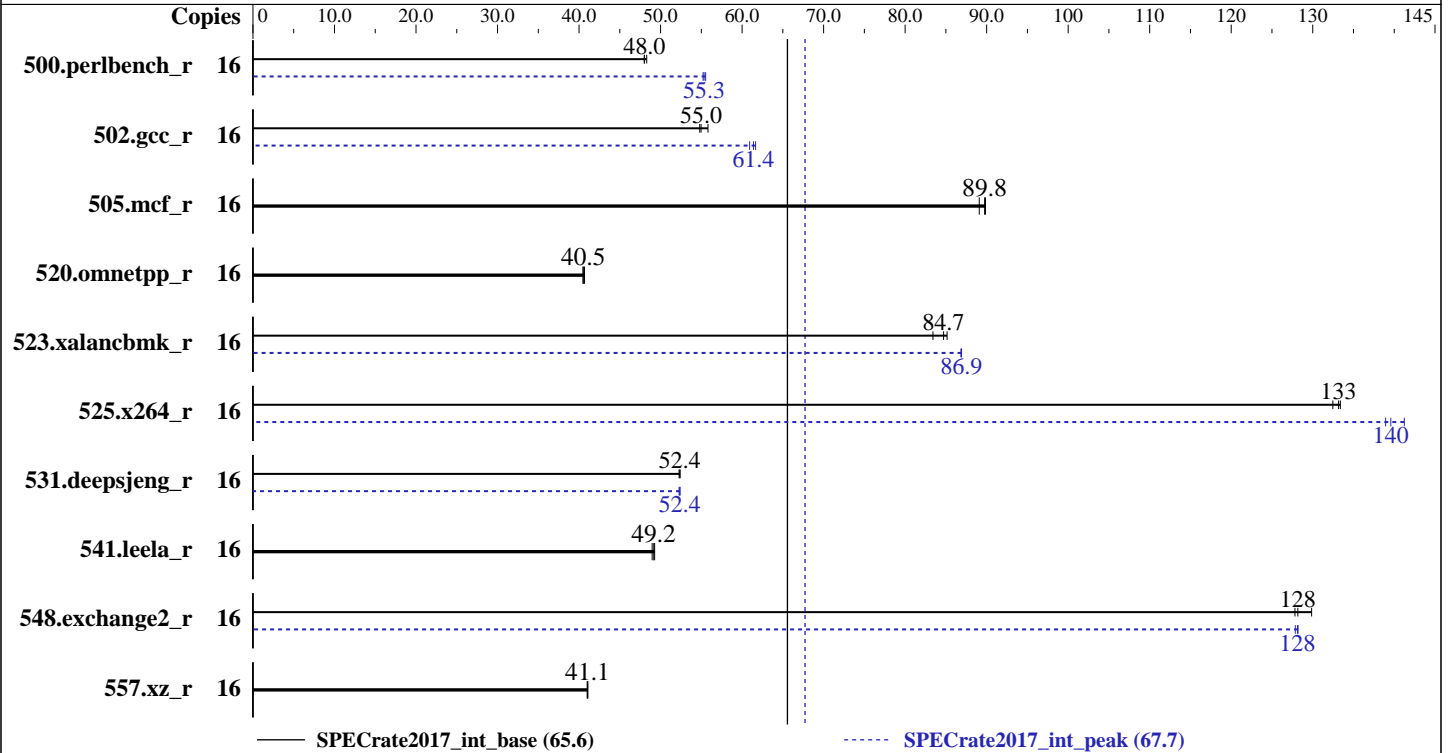 Copies 0 10.0 20.0 30.0 40.0 50.0 60.0 70.0 80.0 90.0 100 110 120 130 145
48.0
500.perlbench_r 16
55.3
55.0
502.gcc_r 16
61.4
89.8
505.mcf_r 16
40.5
520.omnetpp_r 16
84.7
523.xalancbmk_r 16
86.9
133
525.x264_r 16
140
52.4
531.deepsjeng_r 16
52.4
49.2
541.leela_r 16
128
548.exchange2_r 16
128
41.1
557.xz_r 16
SPECrate2017_int_base (65.6) SPECrate2017_int_peak (67.7)